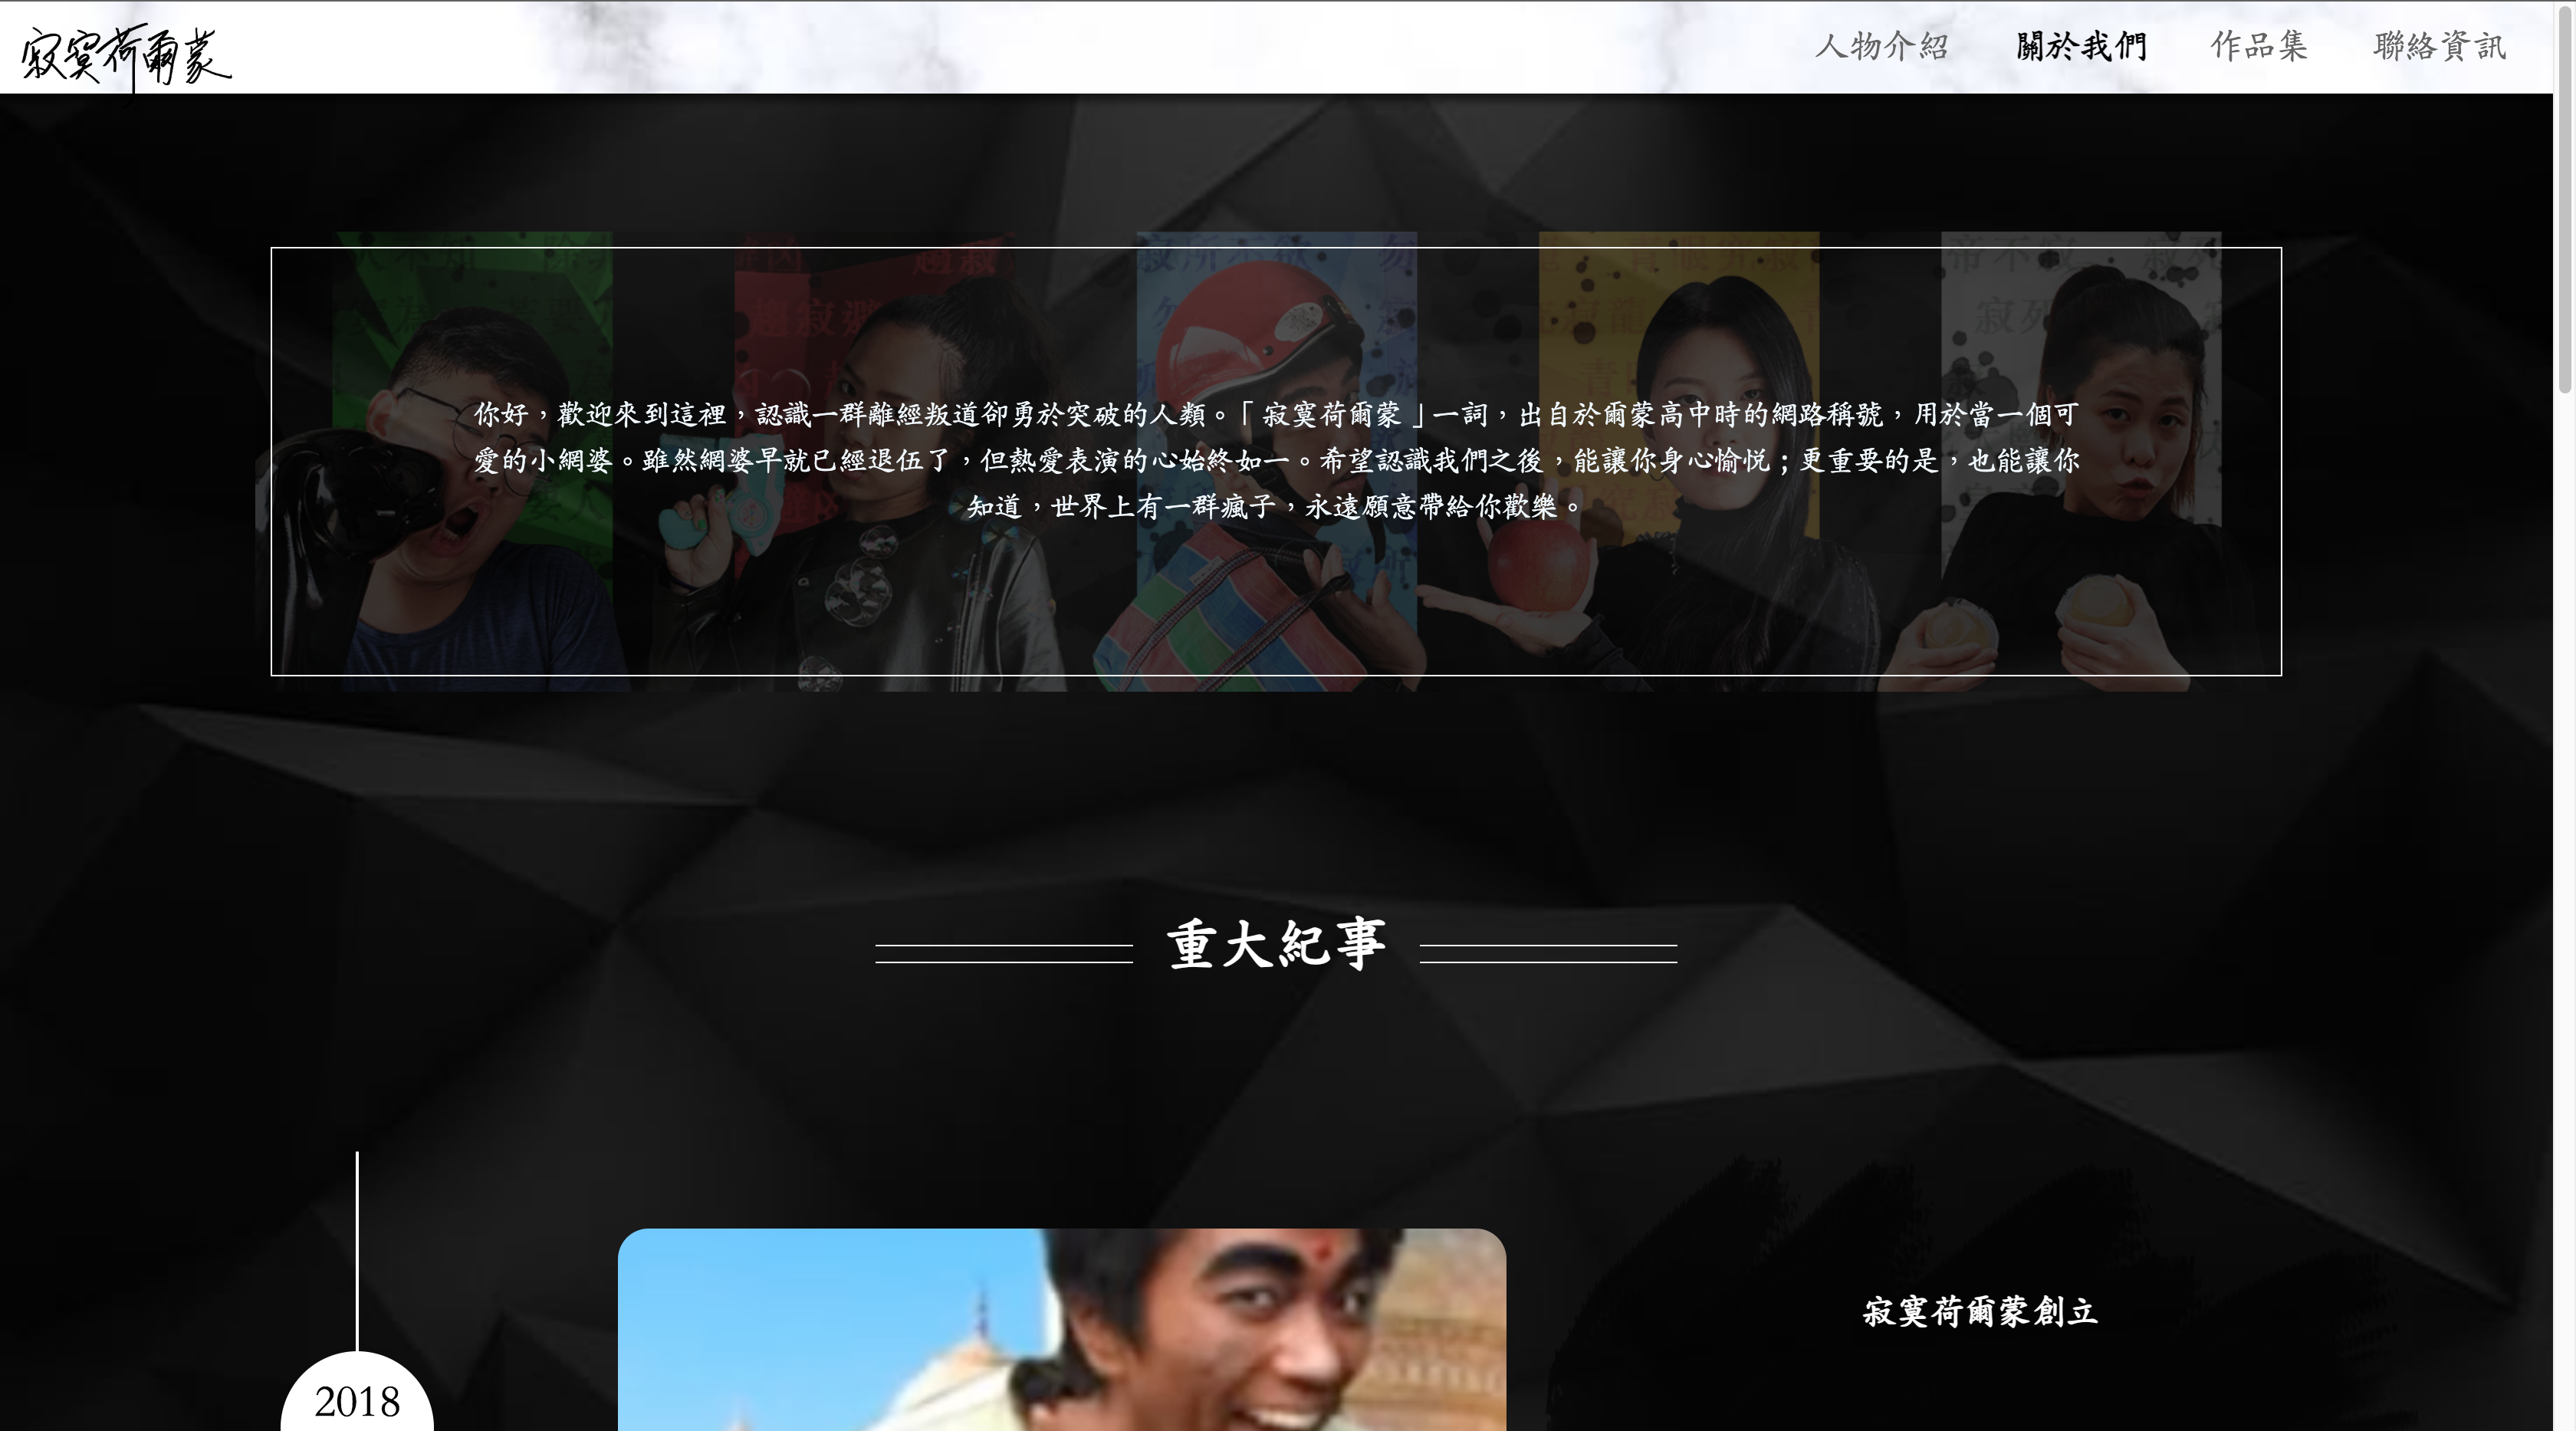 寂寞荷爾蒙
人物介紹 關於我們 作品集 聯絡資訊
你好，歡迎來到這裡，認識一群離經叛道卻勇於突破的人類。「 寂寞荷爾蒙 」一詞，出自於爾蒙高中時的網路稱號，用於當一個可
愛的小網婆。雖然網婆早就已經退伍了，但熱愛表演的心始終如一。希望認識我們之後，能讓你身心愉悅；更重要的是，也能讓你
知道，世界上有一群瘋子，永遠願意帶給你歡樂。
重大紀事
寂寞荷爾蒙創立
2018